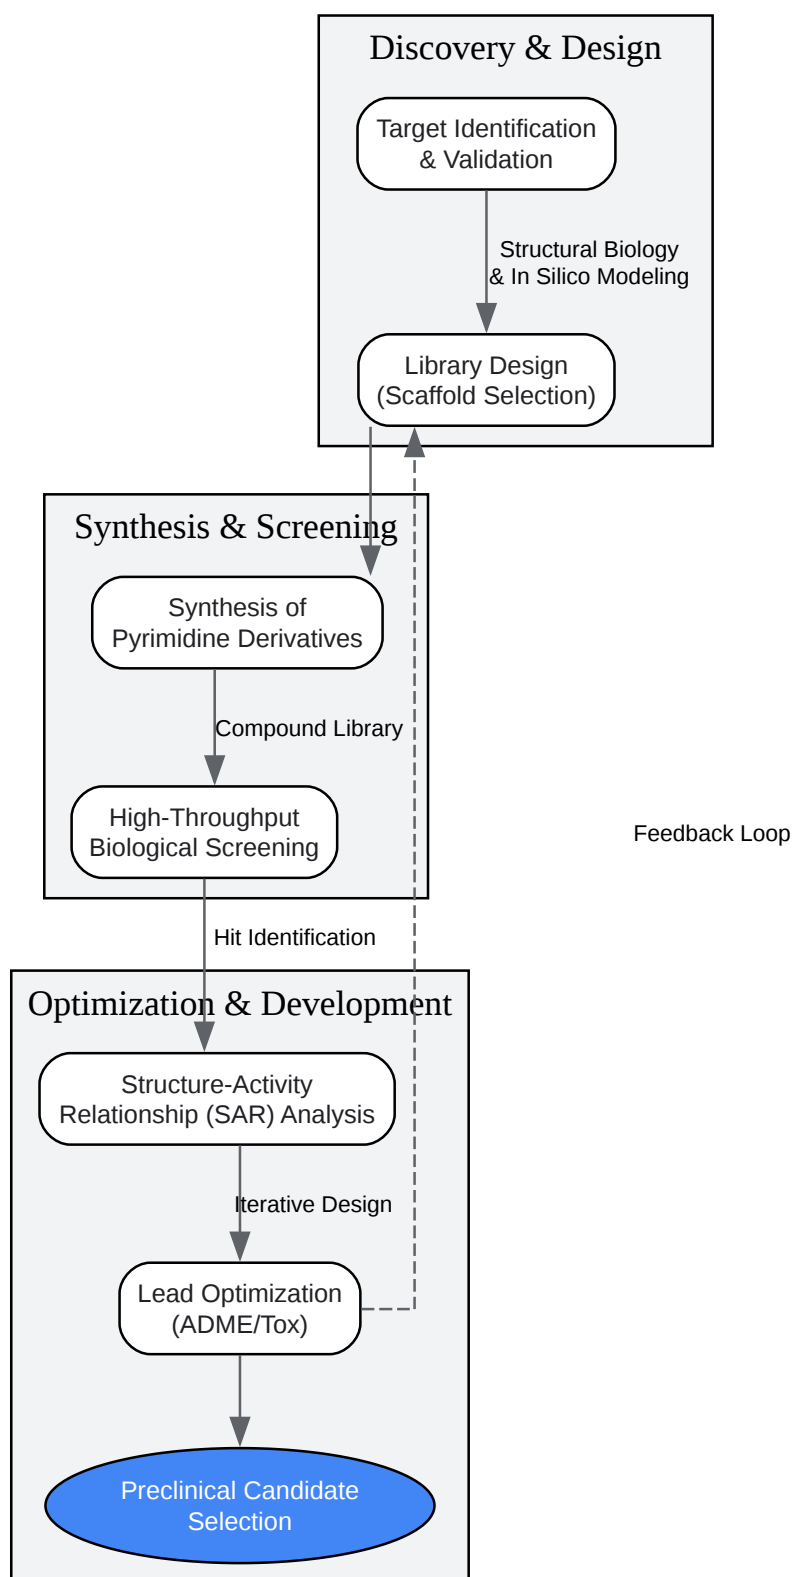 Discovery & Design
Target Identification
& Validation
Structural Biology
& In Silico Modeling
Library Design
(Scaffold Selection)
Synthesis & Screening
Synthesis of
Pyrimidine Derivatives
Compound Library
High-Throughput
Biological Screening
Feedback Loop
Hit Identification
Optimization & Development
Structure-Activity
Relationship (SAR) Analysis
Iterative Design
Lead Optimization
(ADME/Tox)
Preclinical Candidate
Selection